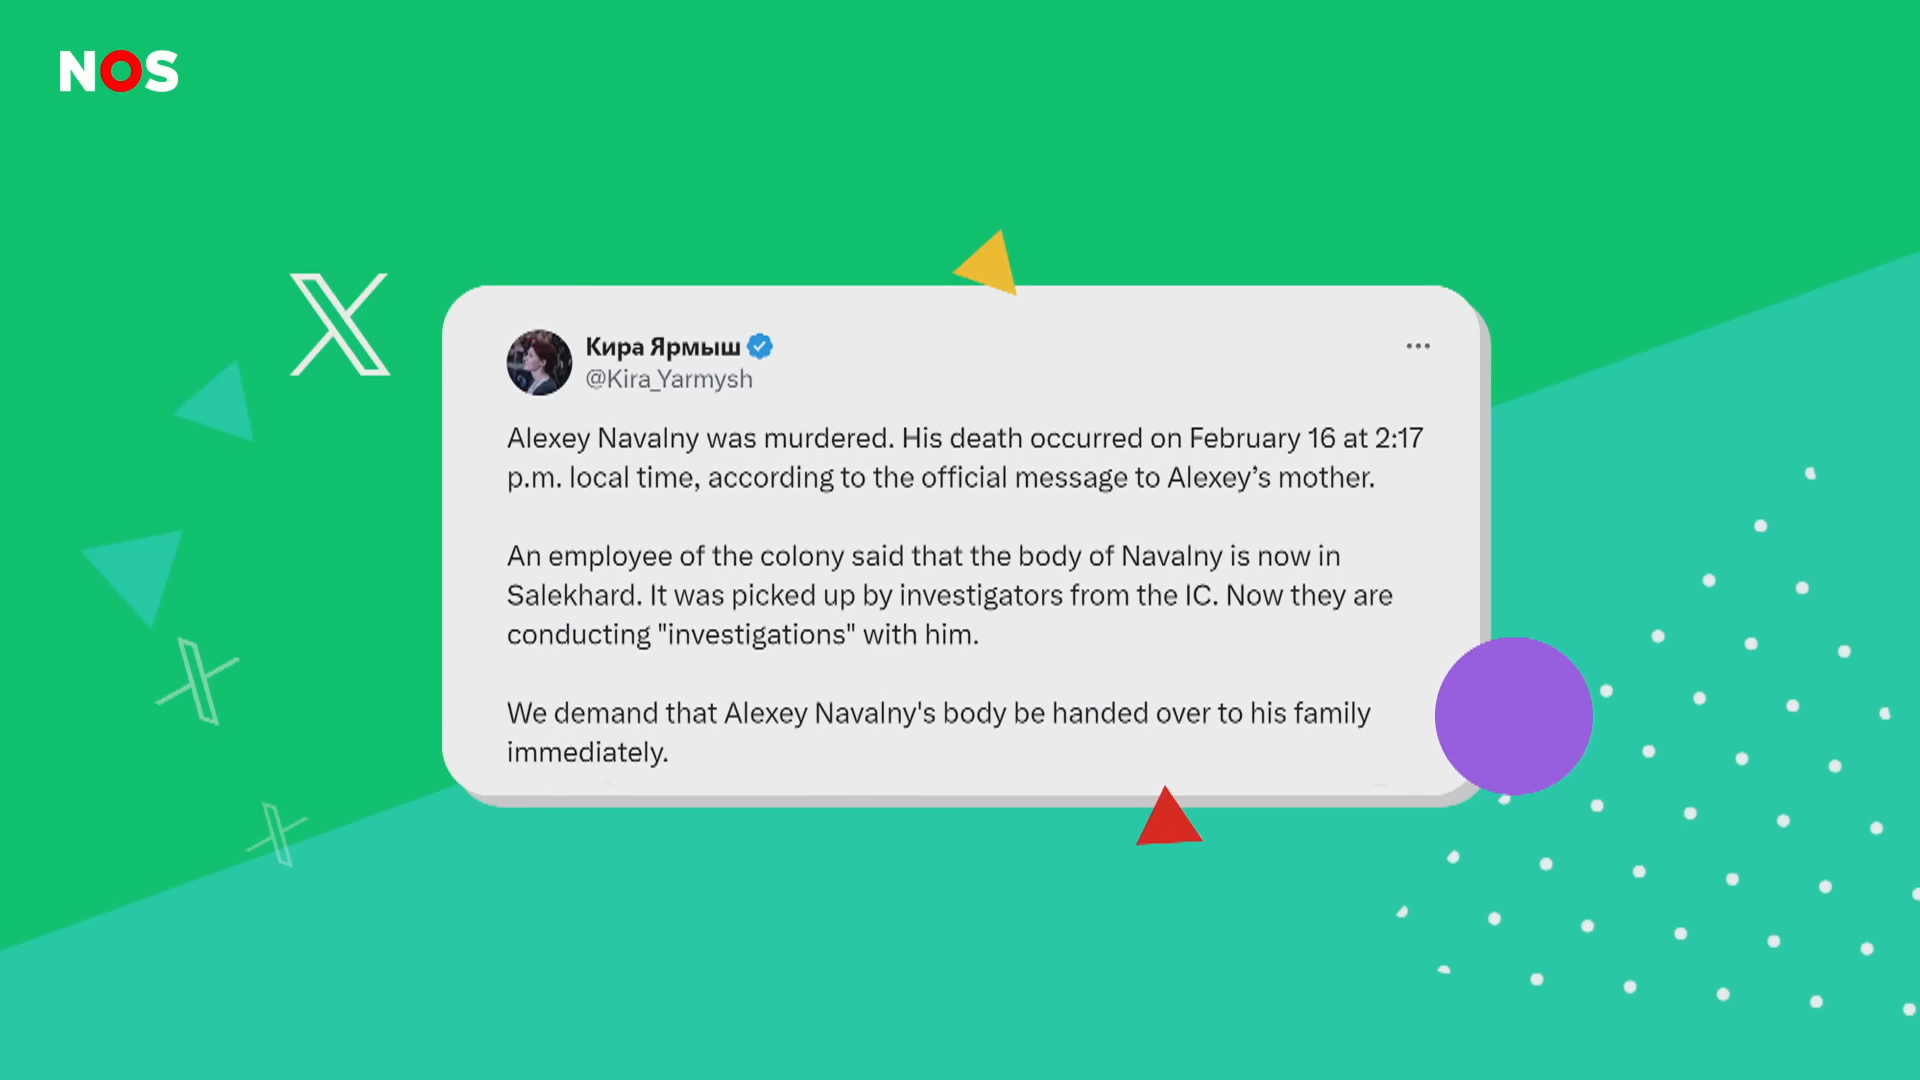 NOS
Кира Ярмыш
@Kira_Yarmysh
Alexey Navalny was murdered. His death occurred on February 16 at 2:17
p.m. local time, according to the official message to Alexey’s mother.
An employee of the colony said that the body of Navalny is now in
Salekhard. It was picked up by investigators from the IC. Now they are
conducting "investigations" with him.
We demand that Alexey Navalny's body be handed over to his family
immediately.